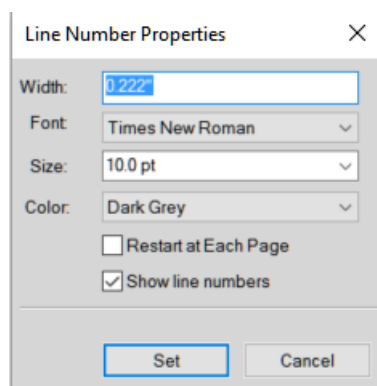 Line Number Properties
Width: 0.222"
Font: Times New Roman
Size: 10.0 pt
Color: Dark Grey
Restart at Each Page
Show line numbers
Set Cancel